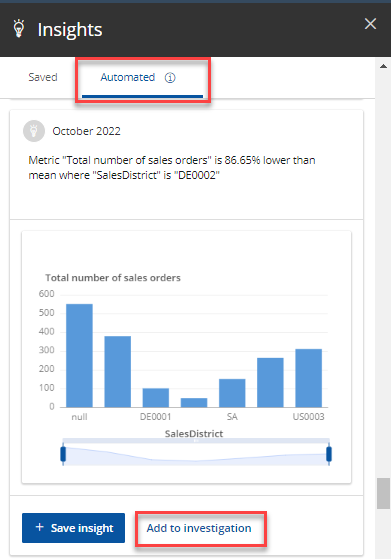 Insights
Saved
Automated
October 2022
Metric "Total number of sales orders" is 86.65% lower than
mean where "SalesDistrict" is "DE0002"
Total number of sales orders
600
500
400
300
200
100
0
null DE0001 SA US0003
SalesDistrict
+ Save insight Add to investigation